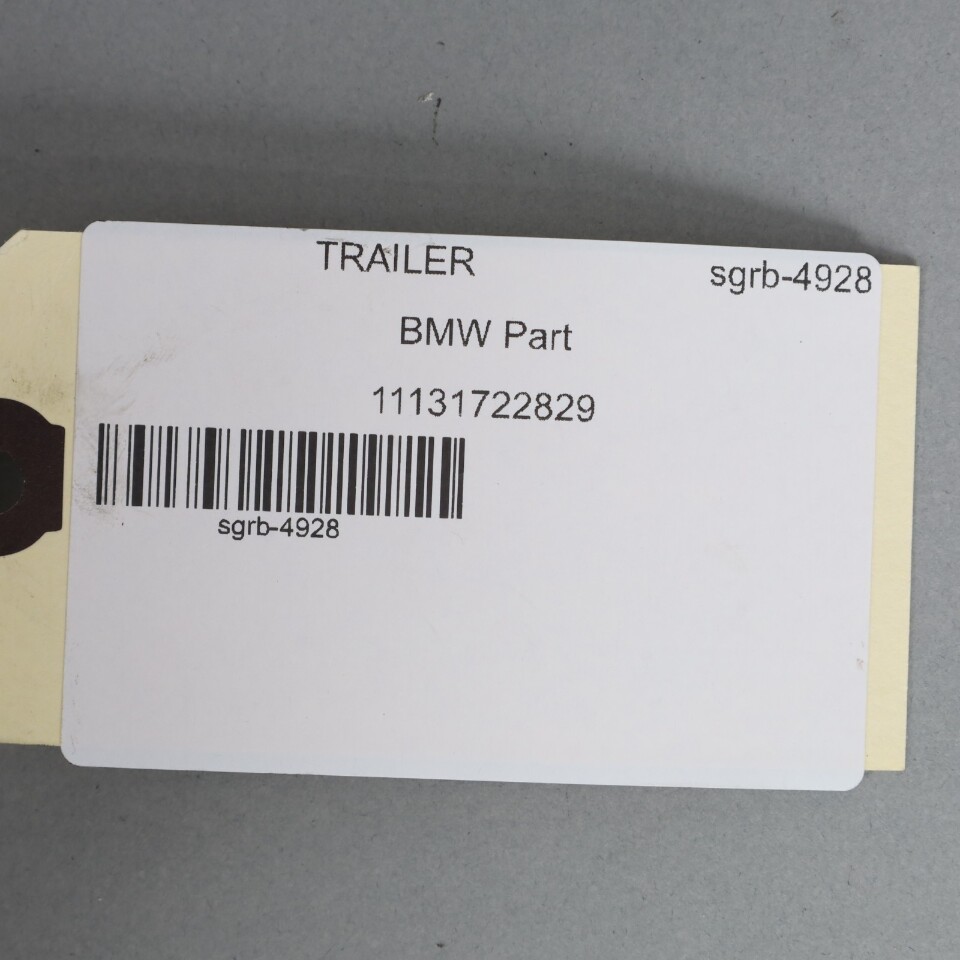 TRAILER sgrb-4928
BMW Part
11131722829
sgrb-4928